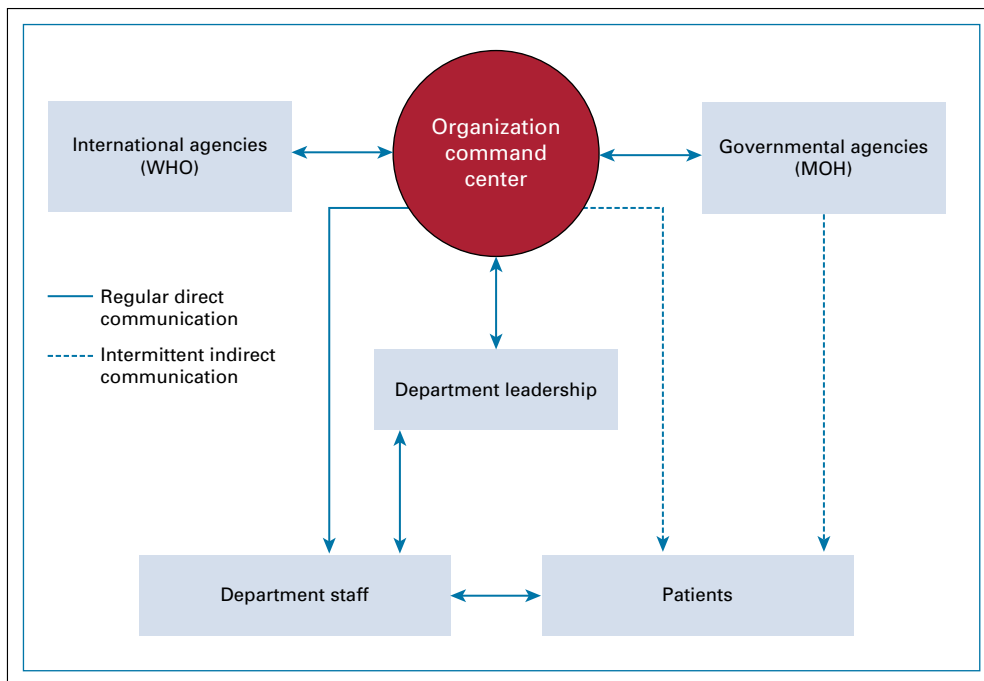 International agencies
(WHO)
Organization
command
center
Governmental agencies
(MOH)
Regular direct
communication
Intermittent indirect
communication
Department leadership
Department staff
Patients